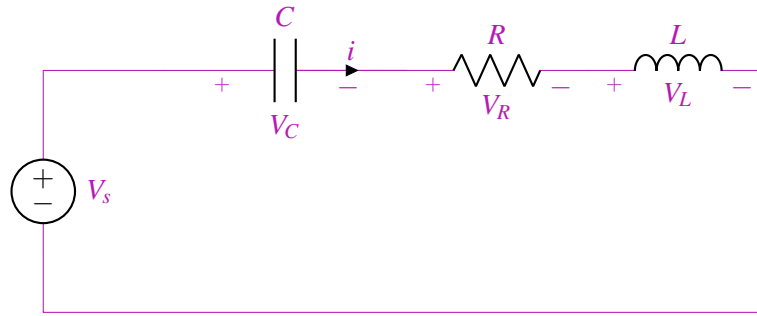 C i R L
+ − + − + −
V_C V_R V_L
+
− V_s